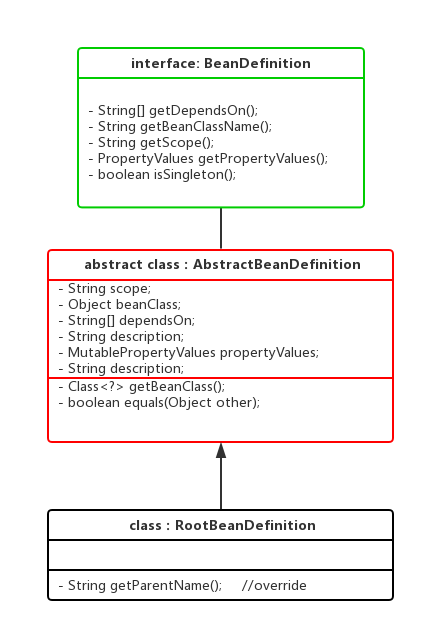 interface: BeanDefinition
- String[] getDependsOn();
- String getBeanClassName();
- String getScope();
- PropertyValues getPropertyValues();
- boolean isSingleton();
abstract class : AbstractBeanDefinition
- String scope;
- Object beanClass;
- String[] dependsOn;
- String description;
- MutablePropertyValues propertyValues;
- String description;
- Class<?> getBeanClass();
- boolean equals(Object other);
class : RootBeanDefinition
- String getParentName(); //override